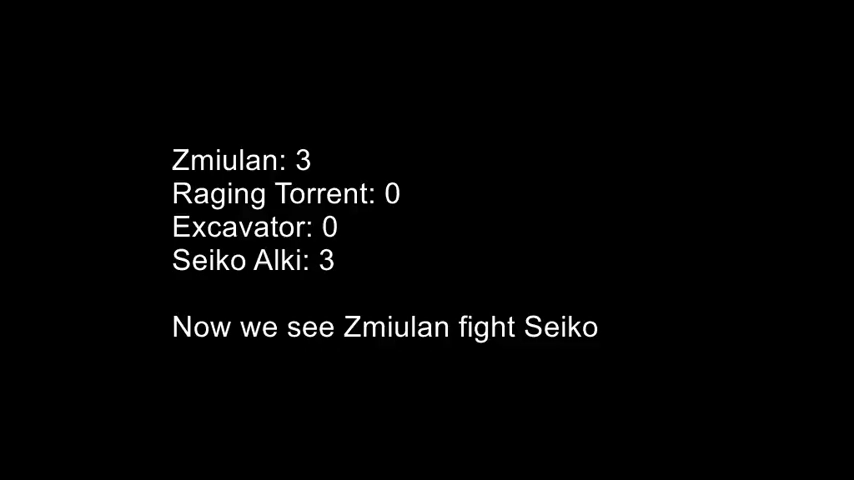 Zmiulan: 3
Raging Torrent: 0
Excavator: 0
Seiko Alki: 3
Now we see Zmiulan fight Seiko